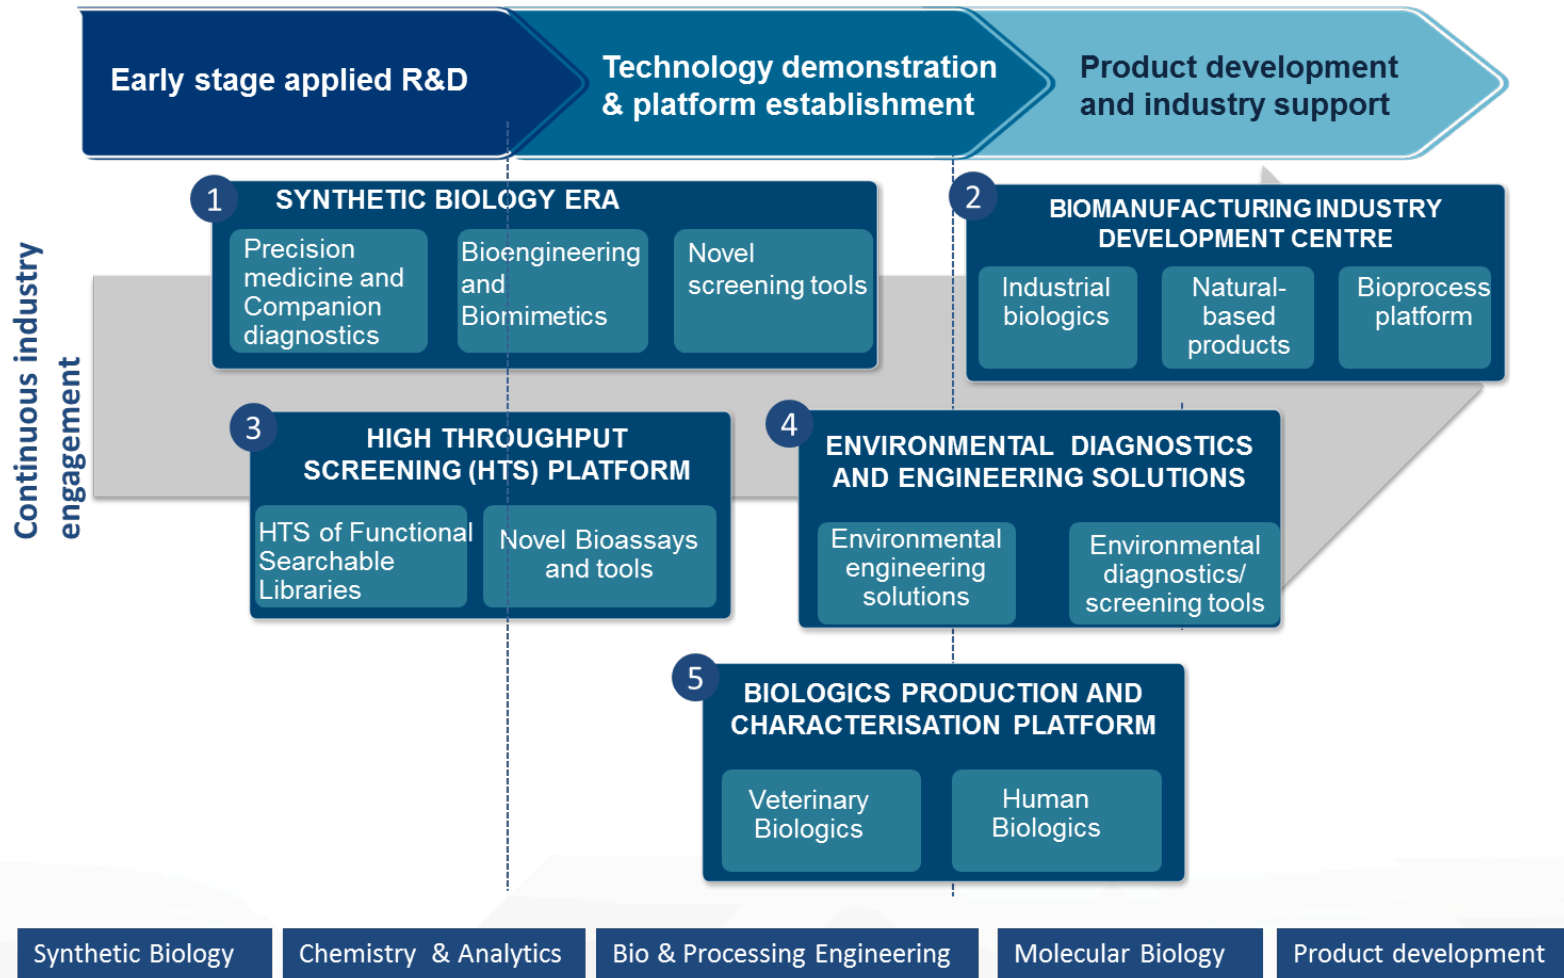 Early stage applied R&D
Technology demonstration
& platform establishment
Product development
and industry support
Continuous industry
engagement
1
SYNTHETIC BIOLOGY ERA
Precision
medicine and
Companion
diagnostics
Bioengineering
and
Biomimetics
Novel
screening tools
2
BIOMANUFACTURING INDUSTRY
DEVELOPMENT CENTRE
Industrial
biologics
Natural-
based
products
Bioprocess
platform
3
HIGH THROUGHPUT
SCREENING (HTS) PLATFORM
HTS of Functional
Searchable
Libraries
Novel Bioassays
and tools
4
ENVIRONMENTAL DIAGNOSTICS
AND ENGINEERING SOLUTIONS
Environmental
engineering
solutions
Environmental
diagnostics/
screening tools
5
BIOLOGICS PRODUCTION AND
CHARACTERISATION PLATFORM
Veterinary
Biologics
Human
Biologics
Synthetic Biology
Chemistry & Analytics
Bio & Processing Engineering
Molecular Biology
Product development